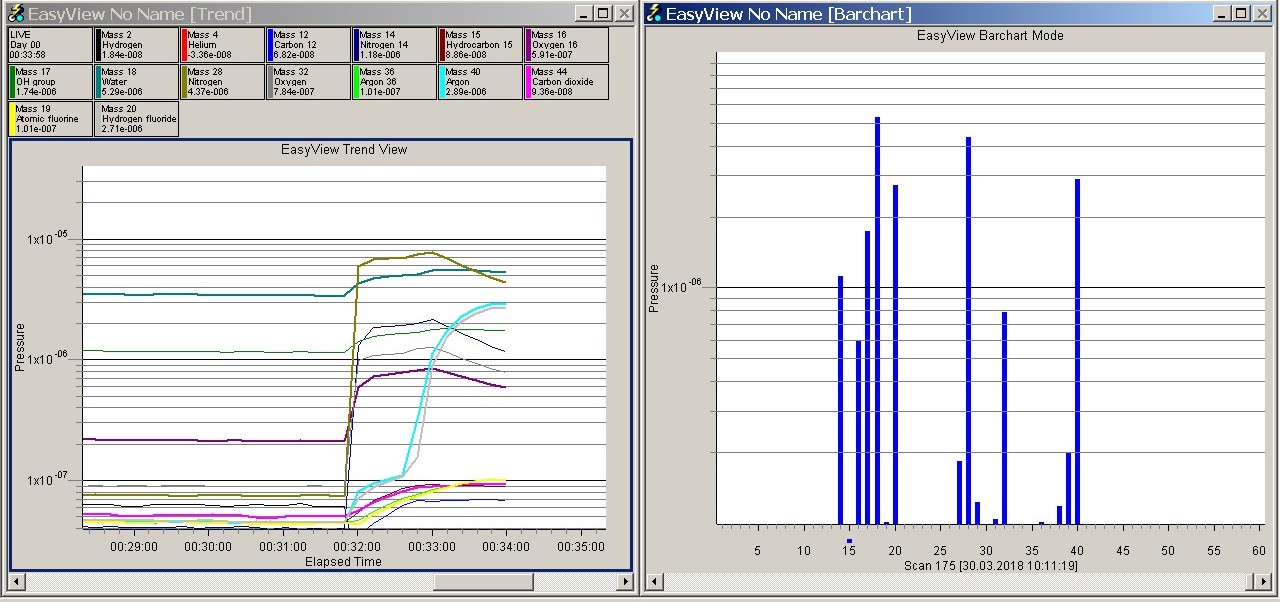 EasyView No Name [Trend]
LIVE
Day 00
00:33:58
Mass 2
Hydrogen
1.84e-008
Mass 4
Helium
-3.36e-008
Mass 12
Carbon 12
6.82e-008
Mass 14
Nitrogen 14
1.18e-006
Mass 15
Hydrocarbon 15
8.86e-008
Mass 16
Oxygen 16
5.91e-007
Mass 17
OH group
1.74e-006
Mass 18
Water
5.29e-006
Mass 28
Nitrogen
4.37e-006
Mass 32
Oxygen
7.84e-007
Mass 36
Argon 36
1.01e-007
Mass 40
Argon
2.89e-006
Mass 44
Carbon dioxide
9.36e-008
Mass 19
Atomic fluorine
1.01e-007
Mass 20
Hydrogen fluoride
2.71e-006
EasyView Trend View
Pressure
1x10 -05
1x10 -06
1x10 -07
00:29:00 00:30:00 00:31:00 00:32:00 00:33:00 00:34:00 00:35:00
Elapsed Time
EasyView No Name [Barchart]
EasyView Barchart Mode
Pressure
1x10 -06
5 10 15 20 25 30 35 40 45 50 55 60
Scan 175 [30.03.2018 10:11:19]